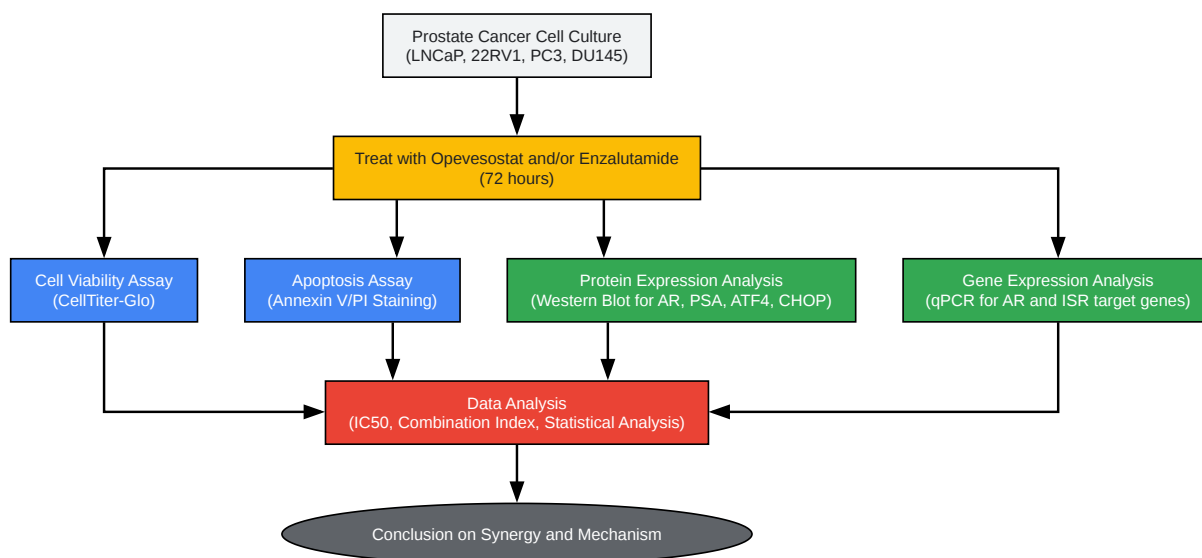 Prostate Cancer Cell Culture
(LNCaP, 22RV1, PC3, DU145)
Treat with Opevesostat and/or Enzalutamide
(72 hours)
Cell Viability Assay
(CellTiter-Glo)
Apoptosis Assay
(Annexin V/PI Staining)
Protein Expression Analysis
(Western Blot for AR, PSA, ATF4, CHOP)
Gene Expression Analysis
(qPCR for AR and ISR target genes)
Data Analysis
(IC50, Combination Index, Statistical Analysis)
Conclusion on Synergy and Mechanism